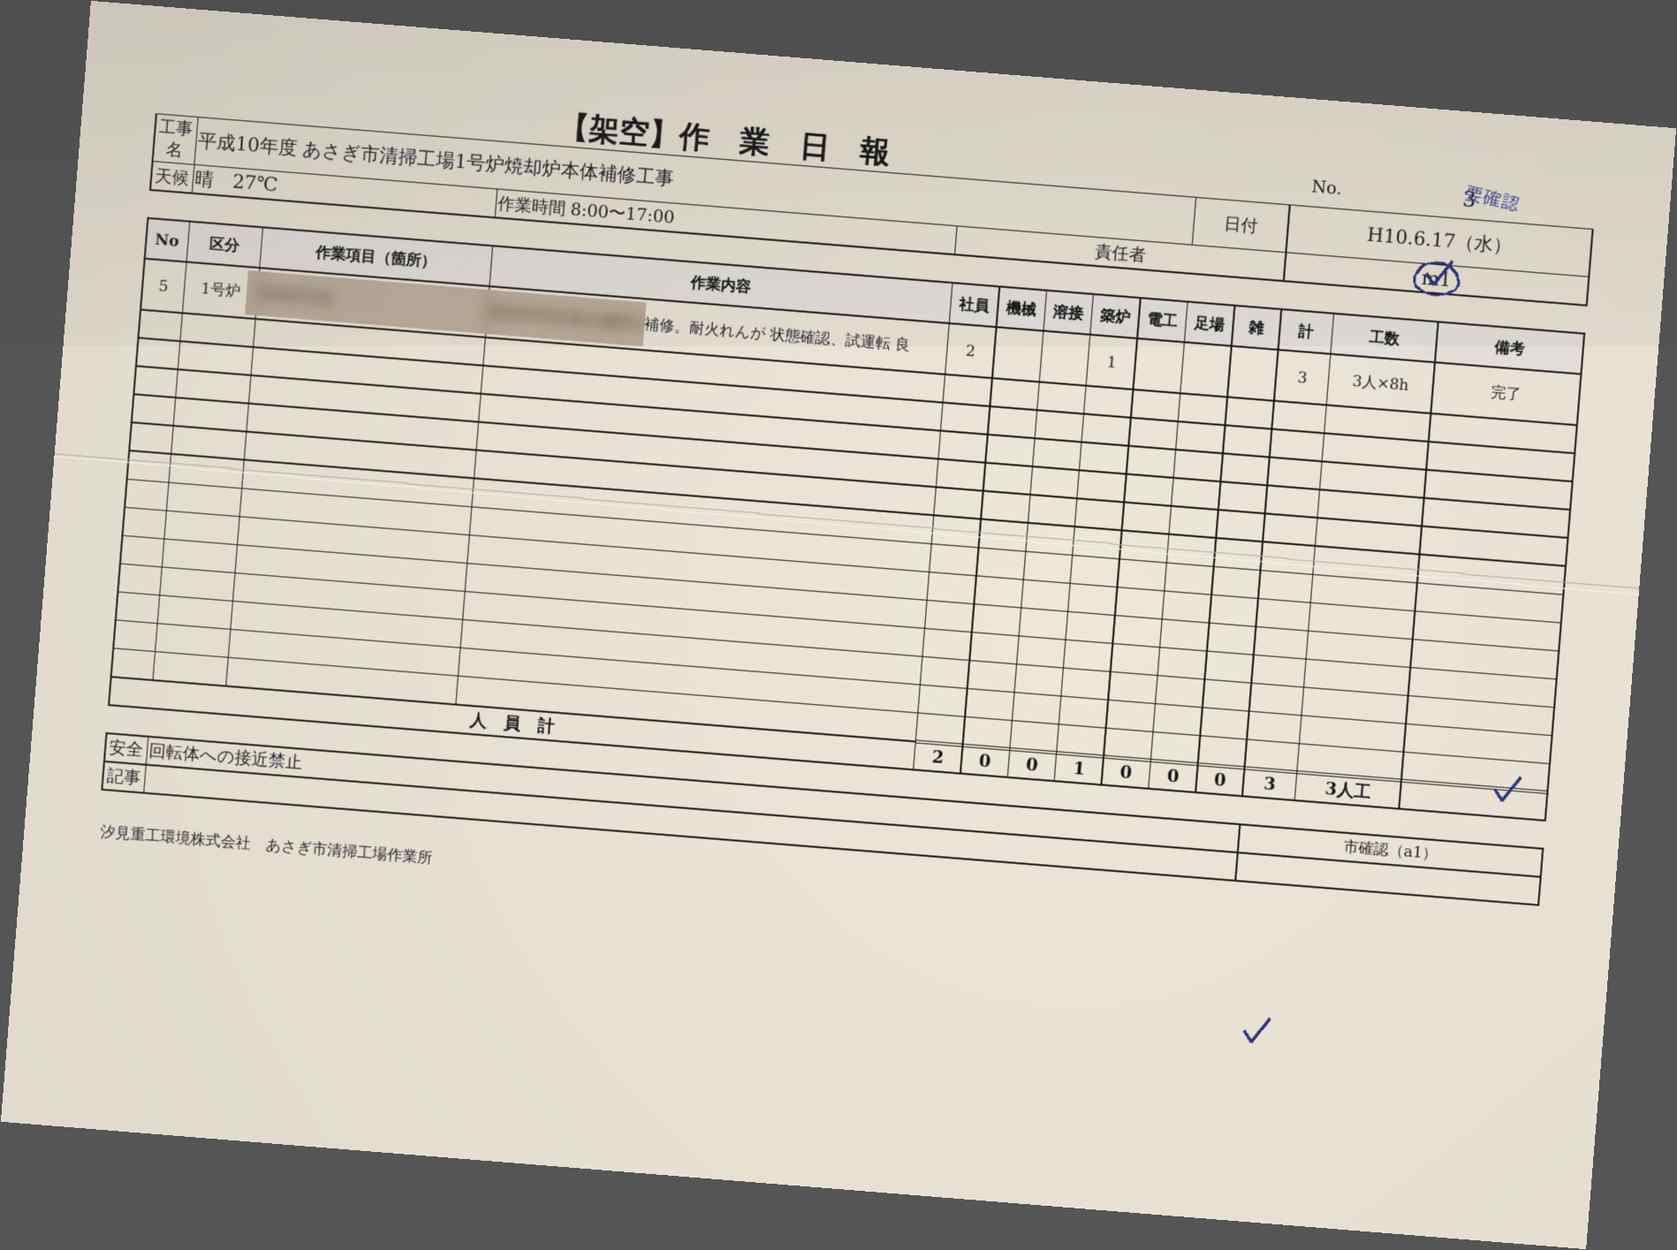 【架空】作 業 日 報
No. 3
要確認
工事名 平成10年度 あさぎ市清掃工場1号炉焼却炉本体補修工事 日付 H10.6.17（水）
天候 晴 27℃ 作業時間 8:00〜17:00 責任者 m1
No 区分 作業項目（箇所） 作業内容 社員 機械 溶接 築炉 電工 足場 雑 計 工数 備考
5 1号炉 補修。耐火れんが 状態確認、試運転 良 2 1 3 3人×8h 完了
人 員 計 2 0 0 1 0 0 0 3 3人工
安全 回転体への接近禁止 市確認（a1）
記事
汐見重工環境株式会社 あさぎ市清掃工場作業所